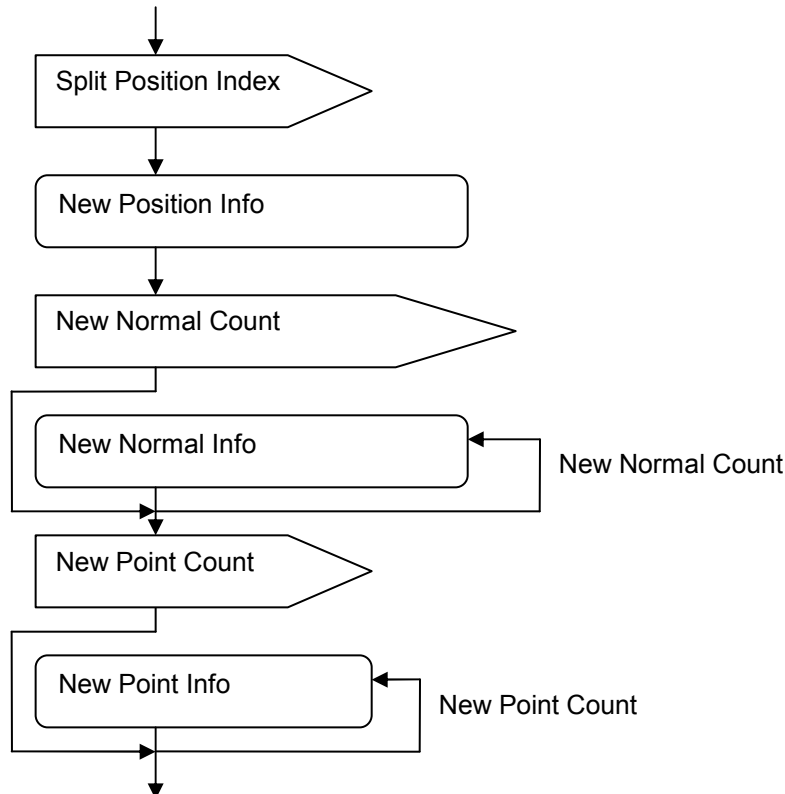 Split Position Index
New Position Info
New Normal Count
New Normal Info
New Normal Count
New Point Count
New Point Info
New Point Count